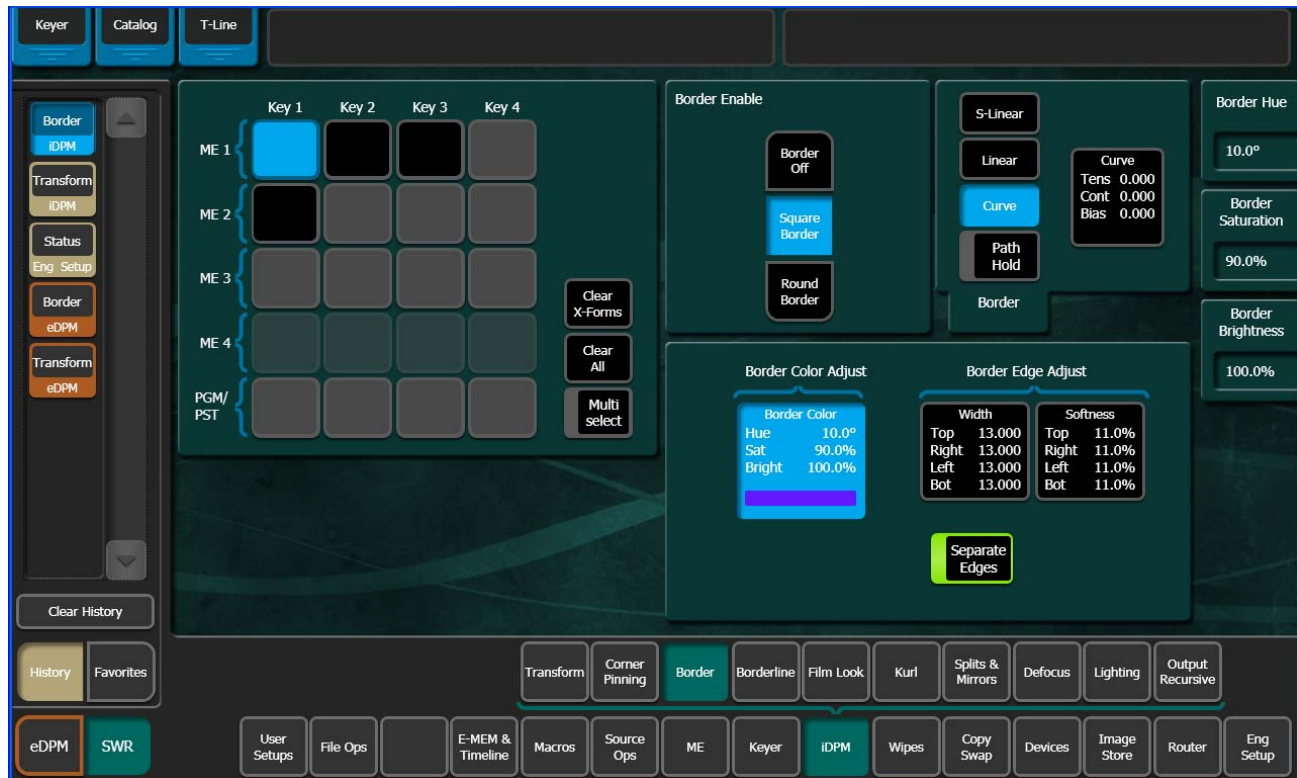 Keyer
Catalog
T-Line
Border
iDPM
Transform
iDPM
Status
Eng Setup
Border
eDPM
Transform
eDPM
Clear History
History
Favorites
eDPM
SWR
Key 1 Key 2 Key 3 Key 4
ME 1
ME 2
ME 3
ME 4
PGM/
PST
Clear
X-Forms
Clear
All
Multi
select
Border Enable
Border
Off
Square
Border
Round
Border
S-Linear
Linear
Curve
Path
Hold
Border
Curve
Tens 0.000
Cont 0.000
Bias 0.000
Border Hue
10.0º
Border
Saturation
90.0%
Border
Brightness
100.0%
Border Color Adjust
Border Color
Hue 10.0º
Sat 90.0%
Bright 100.0%
Border Edge Adjust
Width
Top 13.000
Right 13.000
Left 13.000
Bot 13.000
Softness
Top 11.0%
Right 11.0%
Left 11.0%
Bot 11.0%
Separate
Edges
Transform
Corner
Pinning
Border
Borderline
Film Look
Kurl
Splits &
Mirrors
Defocus
Lighting
Output
Recursive
User
Setups
File Ops
E-MEM &
Timeline
Macros
Source
Ops
ME
Keyer
iDPM
Wipes
Copy
Swap
Devices
Image
Store
Router
Eng
Setup